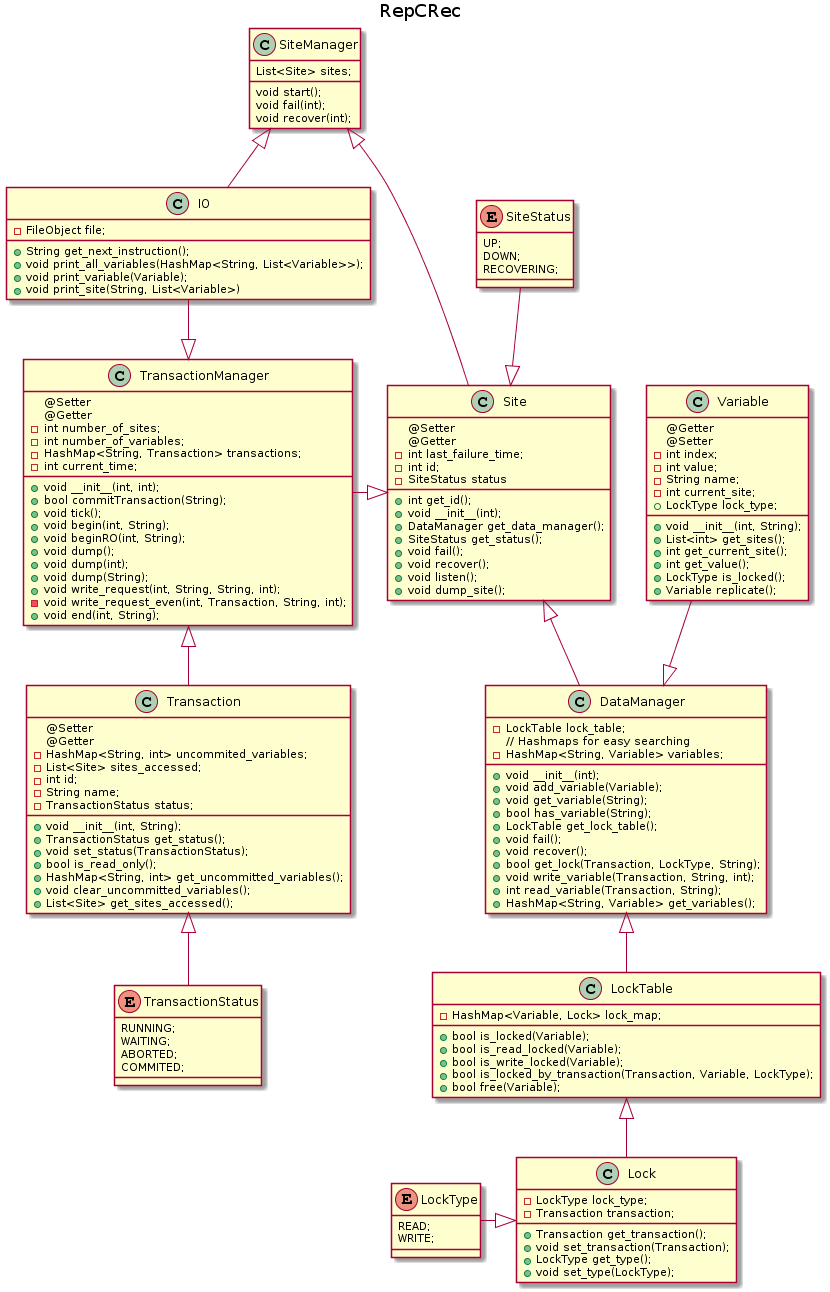 RepCRec
C SiteManager
List<Site> sites;
void start();
void fail(int);
void recover(int);
C IO
FileObject file;
String get_next_instruction();
void print_all_variables(HashMap<String, List<Variable>>);
void print_variable(Variable);
void print_site(String, List<Variable>)
E SiteStatus
UP;
DOWN;
RECOVERING;
C TransactionManager
@Setter
@Getter
int number_of_sites;
int number_of_variables;
HashMap<String, Transaction> transactions;
int current_time;
void __init__(int, int);
bool commitTransaction(String);
void tick();
void begin(int, String);
void beginRO(int, String);
void dump();
void dump(int);
void dump(String);
void write_request(int, String, String, int);
void write_request_even(int, Transaction, String, int);
void end(int, String);
C Site
@Setter
@Getter
int last_failure_time;
int id;
SiteStatus status
int get_id();
void __init__(int);
DataManager get_data_manager();
SiteStatus get_status();
void fail();
void recover();
void listen();
void dump_site();
C Variable
@Getter
@Setter
int index;
int value;
String name;
int current_site;
LockType lock_type;
void __init__(int, String);
List<int> get_sites();
int get_current_site();
int get_value();
LockType is_locked();
Variable replicate();
C Transaction
@Setter
@Getter
HashMap<String, int> uncommited_variables;
List<Site> sites_accessed;
int id;
String name;
TransactionStatus status;
void __init__(int, String);
TransactionStatus get_status();
void set_status(TransactionStatus);
bool is_read_only();
HashMap<String, int> get_uncommitted_variables();
void clear_uncommitted_variables();
List<Site> get_sites_accessed();
C DataManager
LockTable lock_table;
// Hashmaps for easy searching
HashMap<String, Variable> variables;
void __init__(int);
void add_variable(Variable);
void get_variable(String);
bool has_variable(String);
LockTable get_lock_table();
void fail();
void recover();
bool get_lock(Transaction, LockType, String);
void write_variable(Transaction, String, int);
int read_variable(Transaction, String);
HashMap<String, Variable> get_variables();
E TransactionStatus
RUNNING;
WAITING;
ABORTED;
COMMITED;
C LockTable
HashMap<Variable, Lock> lock_map;
bool is_locked(Variable);
bool is_read_locked(Variable);
bool is_write_locked(Variable);
bool is_locked_by_transaction(Transaction, Variable, LockType);
bool free(Variable);
E LockType
READ;
WRITE;
C Lock
LockType lock_type;
Transaction transaction;
Transaction get_transaction();
void set_transaction(Transaction);
LockType get_type();
void set_type(LockType);